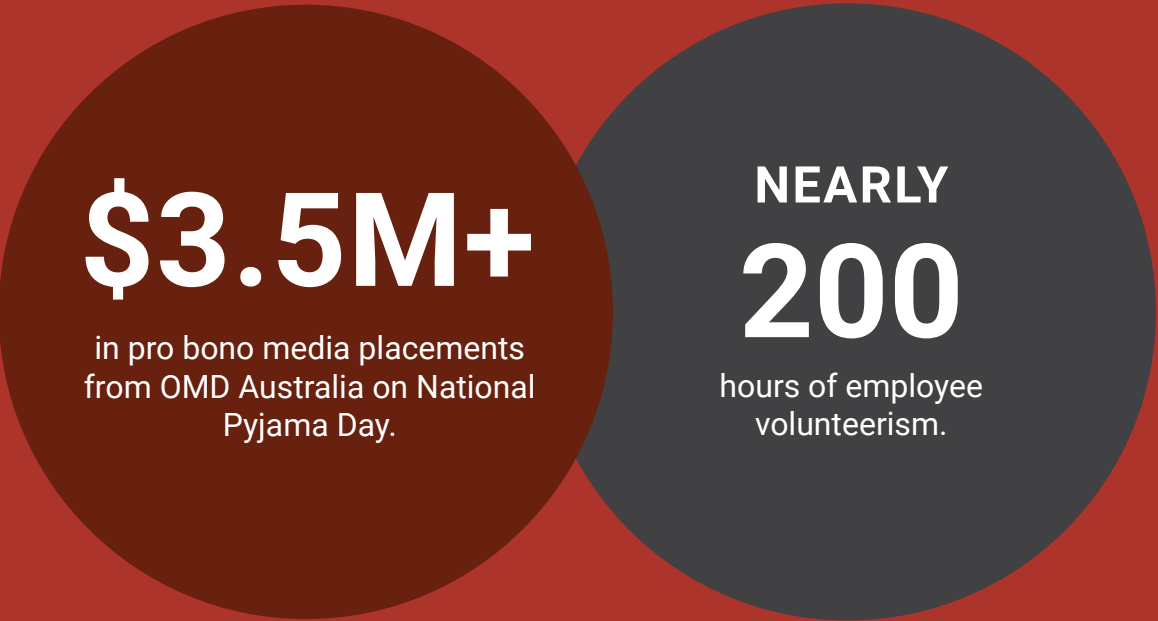 $3.5M+
in pro bono media placements
from OMD Australia on National
Pyjama Day.
NEARLY
200
hours of employee
volunteerism.